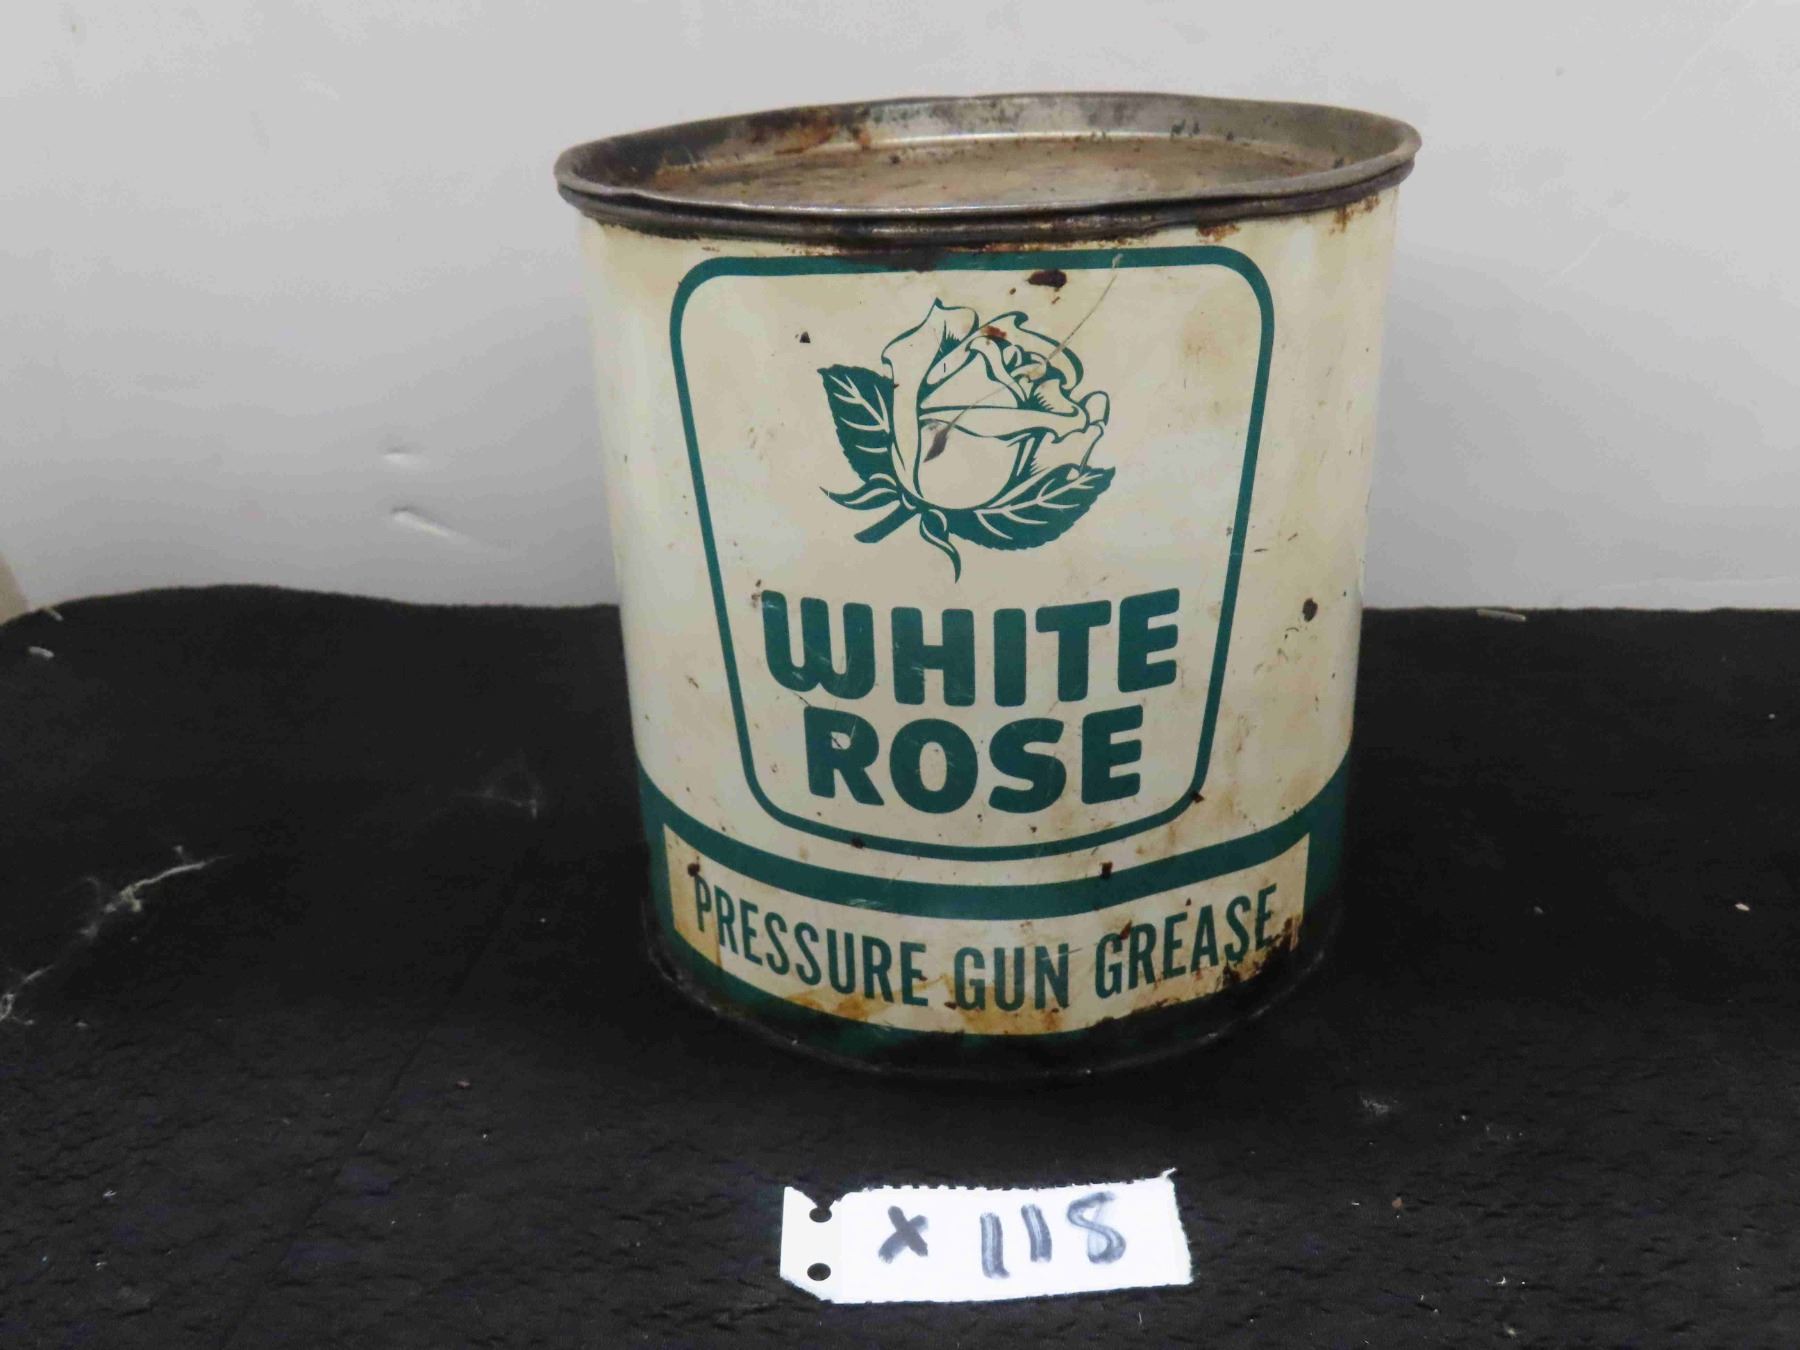 WHITE
ROSE
PRESSURE GUN GREASE
x 118